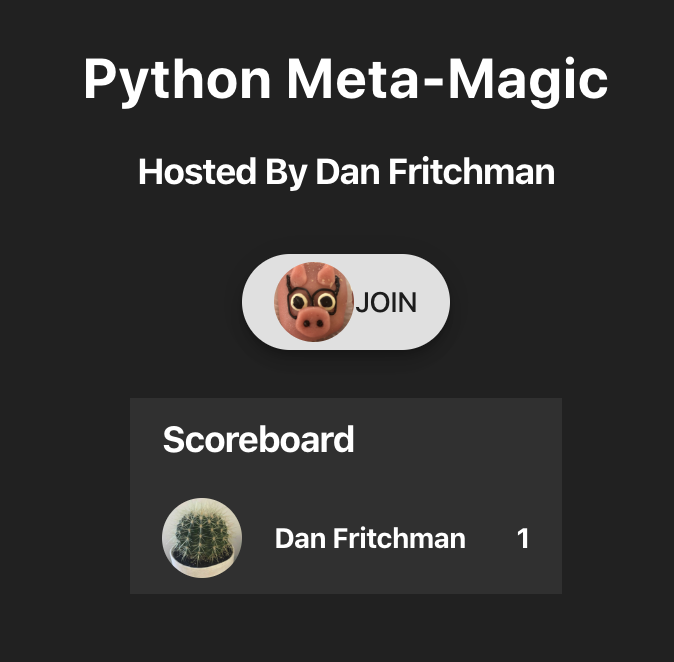 Python Meta-Magic
Hosted By Dan Fritchman
JOIN
Scoreboard
Dan Fritchman 1